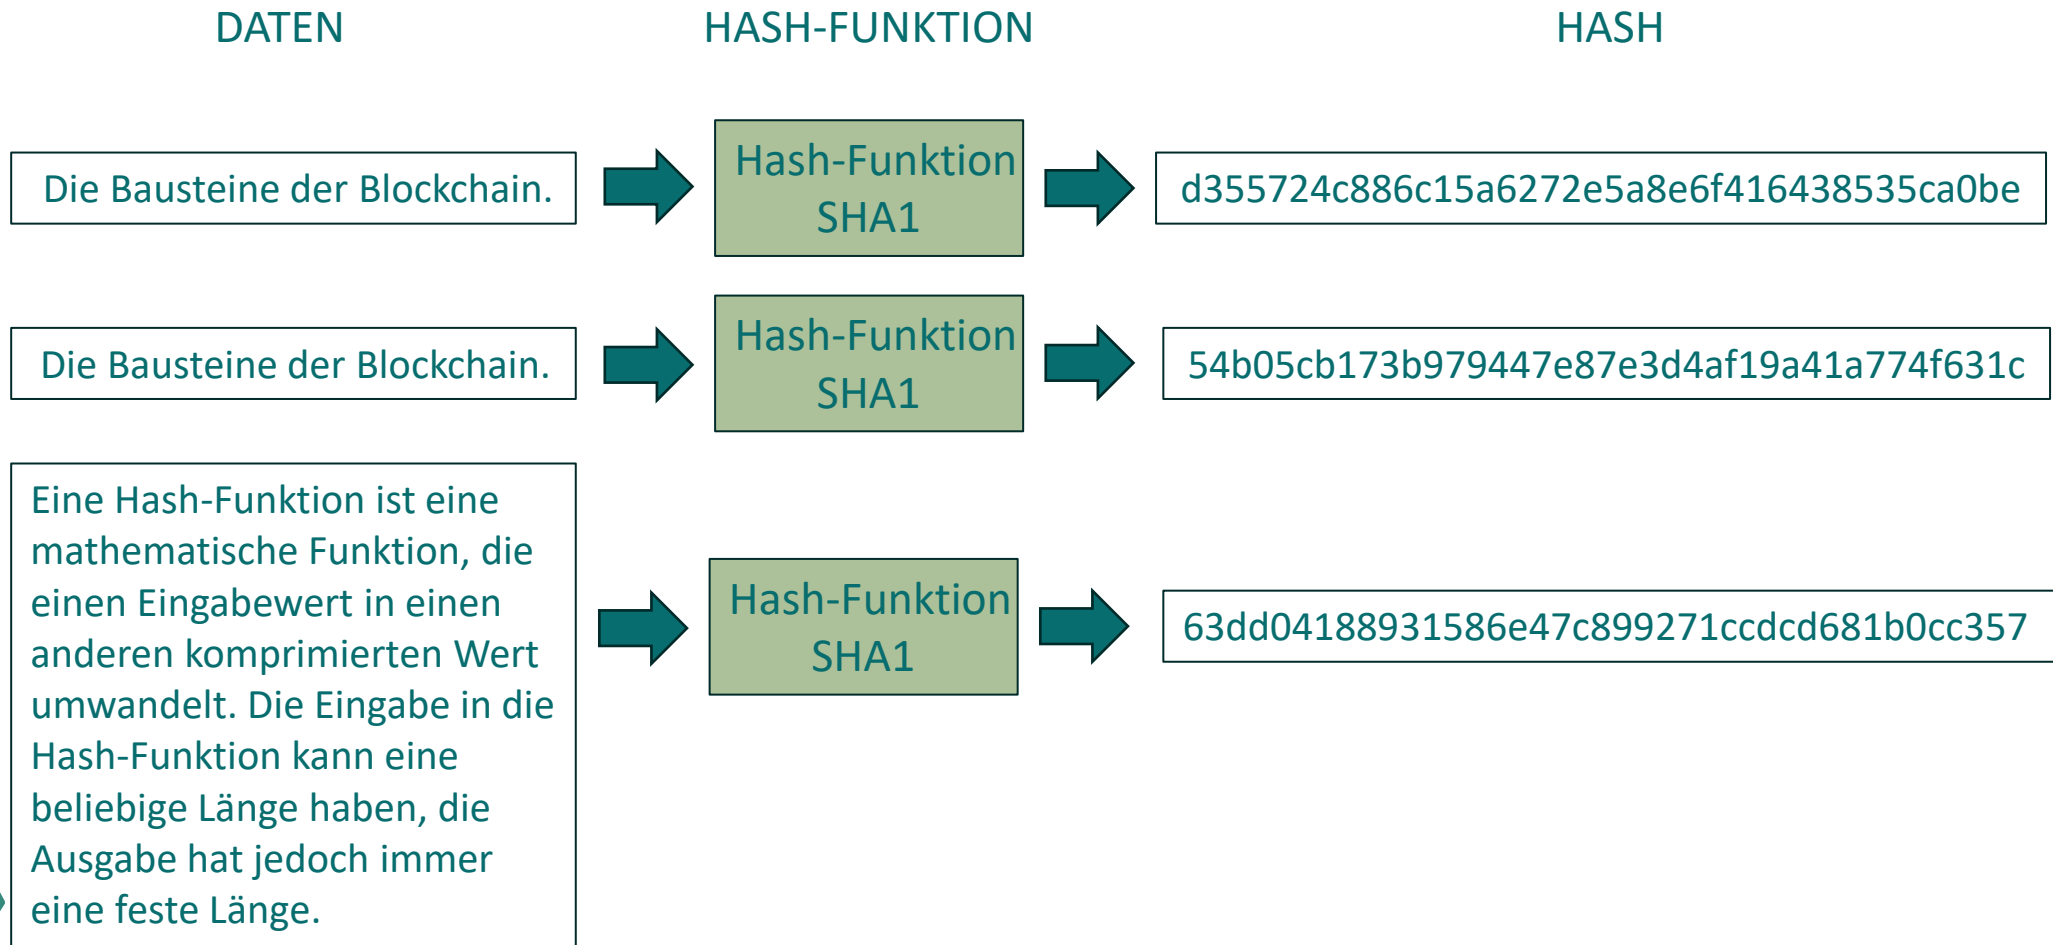 DATEN
HASH-FUNKTION
HASH
Die Bausteine der Blockchain.
Hash-Funktion
SHA1
d355724c886c15a6272e5a8e6f416438535ca0be
Die Bausteine der Blockchain.
Hash-Funktion
SHA1
54b05cb173b979447e87e3d4af19a41a774f631c
Eine Hash-Funktion ist eine
mathematische Funktion, die
einen Eingabewert in einen
anderen komprimierten Wert
umwandelt. Die Eingabe in die
Hash-Funktion kann eine
beliebige Länge haben, die
Ausgabe hat jedoch immer
eine feste Länge.
Hash-Funktion
SHA1
63dd04188931586e47c899271ccdcd681b0cc357